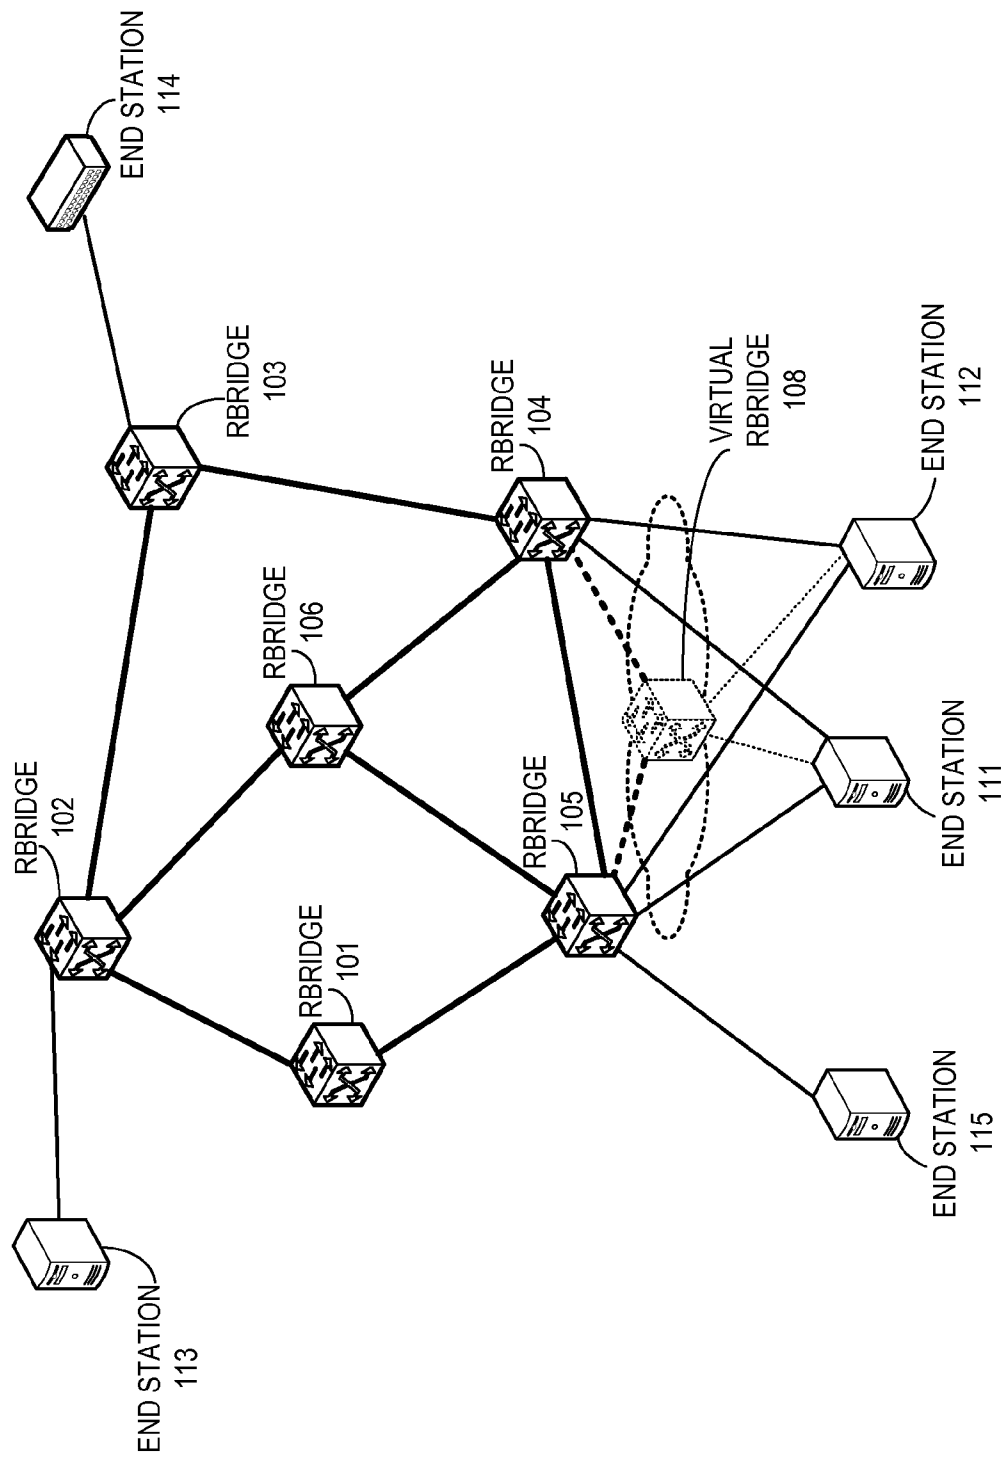 END STATION
113
RBRIDGE
102
END STATION
114
RBRIDGE
103
RBRIDGE
101
RBRIDGE
106
RBRIDGE
105
RBRIDGE
104
VIRTUAL
RBRIDGE
108
END STATION
115
END STATION
111
END STATION
112